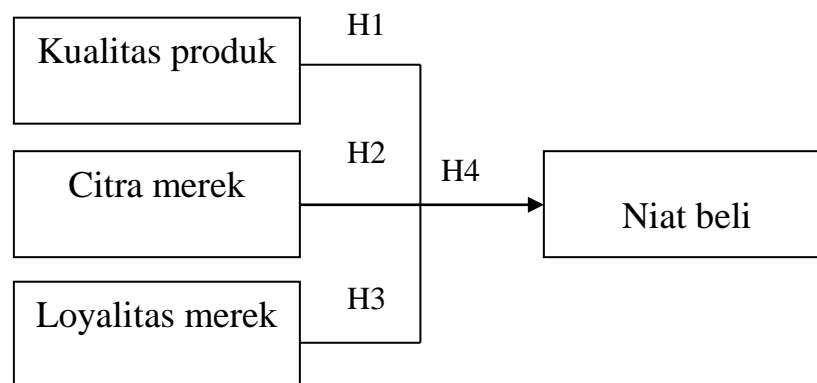 H1
Kualitas produk
H2
H4
Citra merek
Niat beli
H3
Loyalitas merek